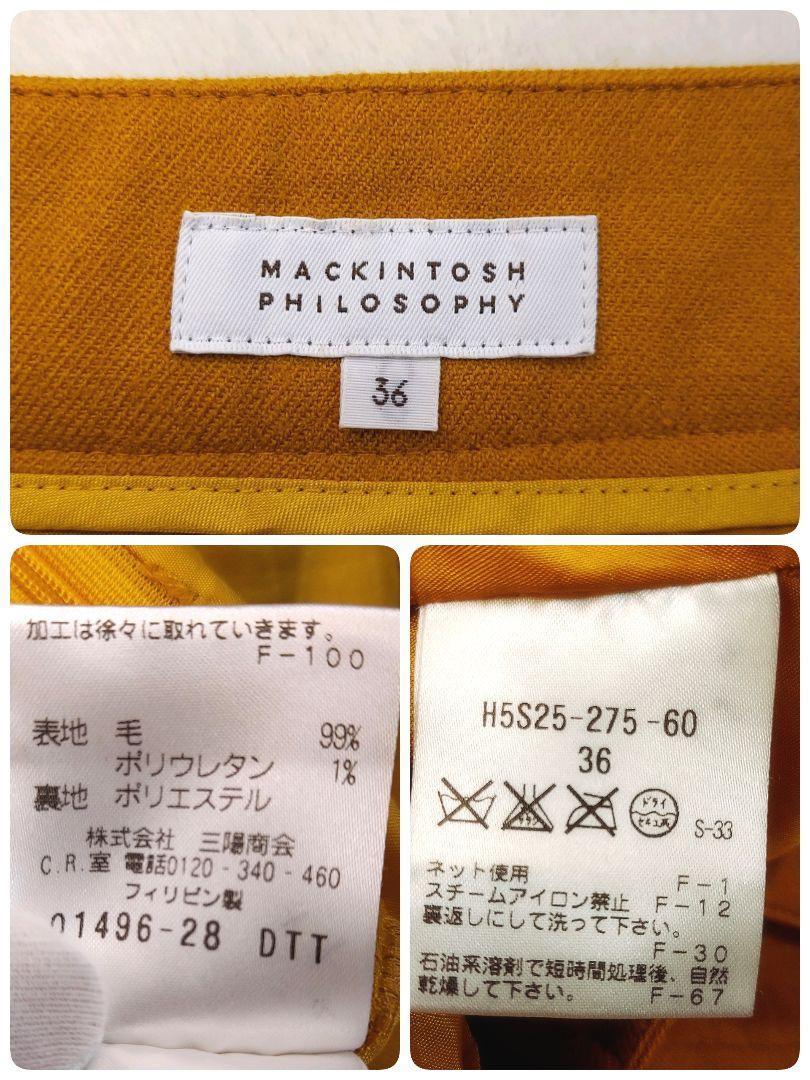 MACKINTOSH
PHILOSOPHY
36
加工は徐々に取れていきます。
F-100
表地 毛 99%
ポリウレタン 1%
裏地 ポリエステル
株式会社 三陽商会
C.R.室 電話0120-340-460
フィリピン製
01496-28 DTT
H5S25-275-60
36
ドライ
セキユ系
S-33
ネット使用 F-1
スチームアイロン禁止 F-12
裏返しにして洗って下さい。
F-30
石油系溶剤で短時間処理後、自然
乾燥して下さい。 F-67